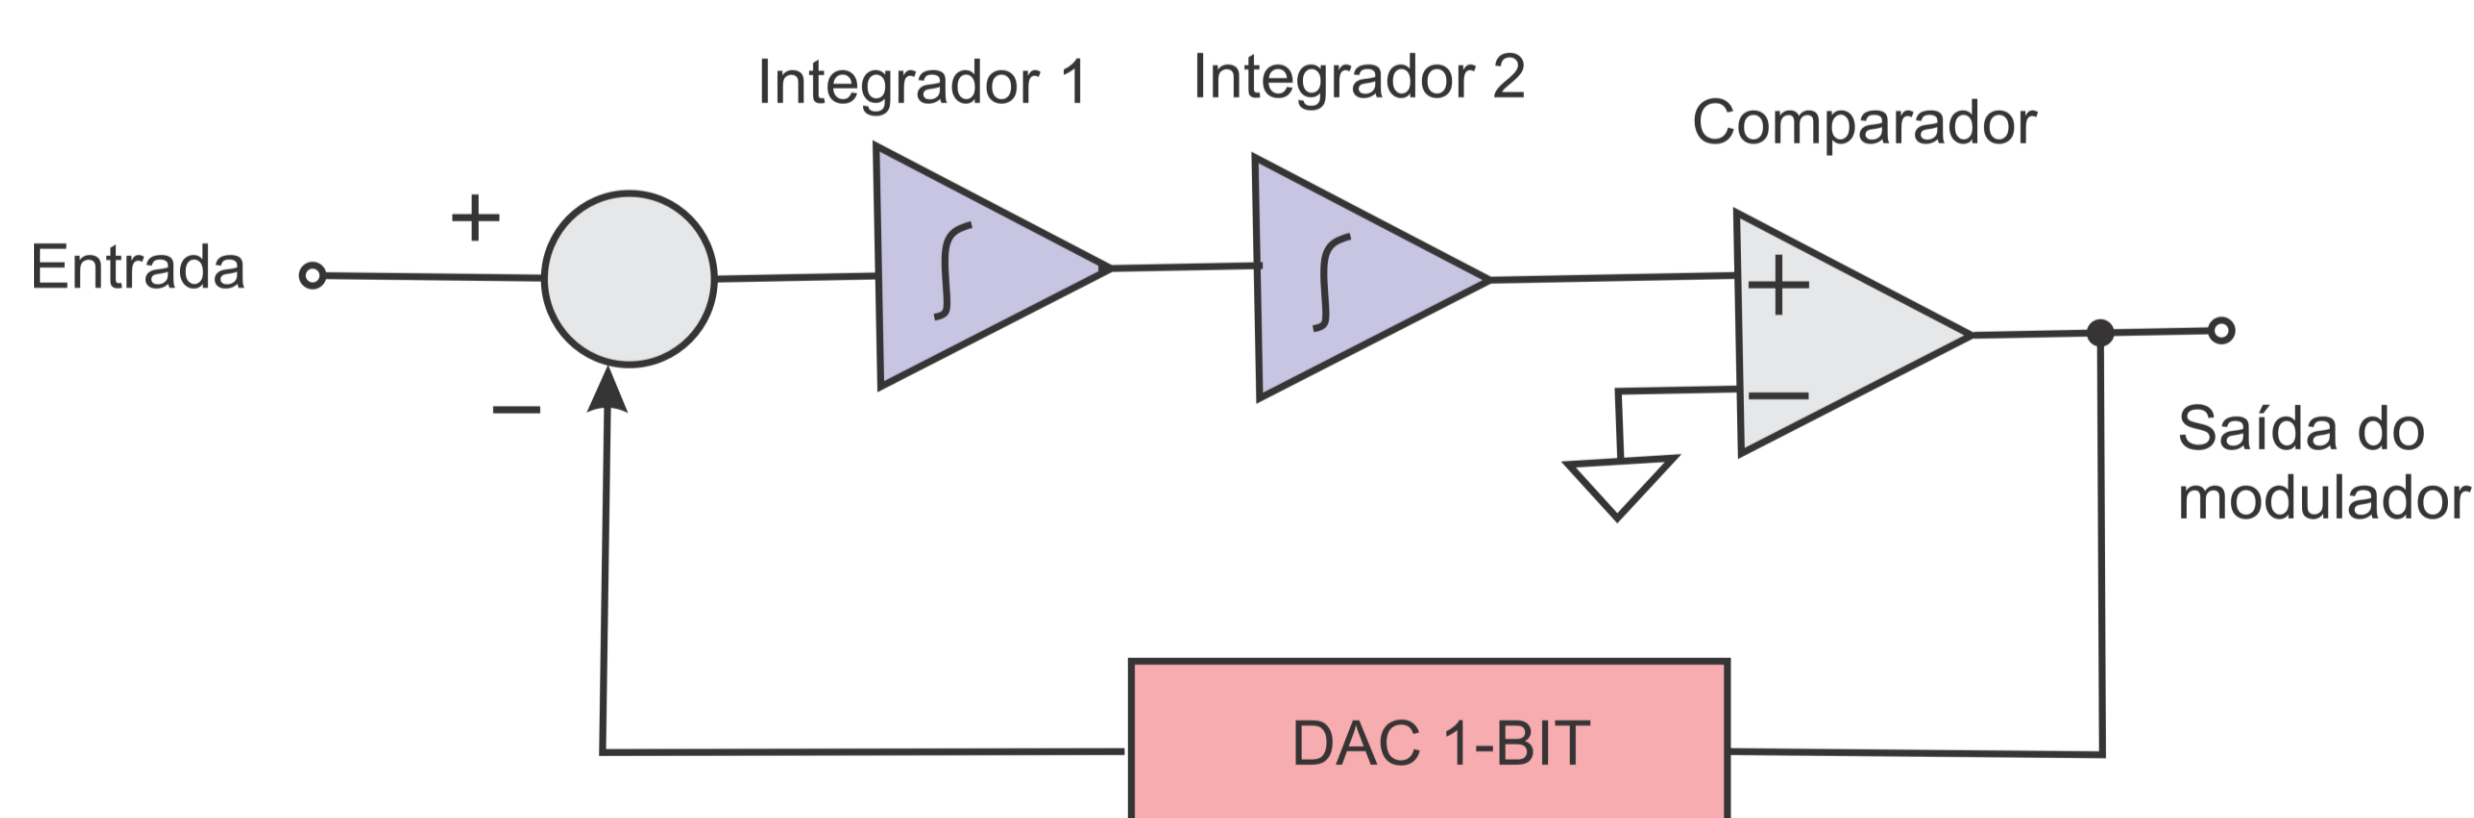 Integrador 1
Integrador 2
Comparador
+
Entrada
+
−
−
Saída do
modulador
DAC 1-BIT